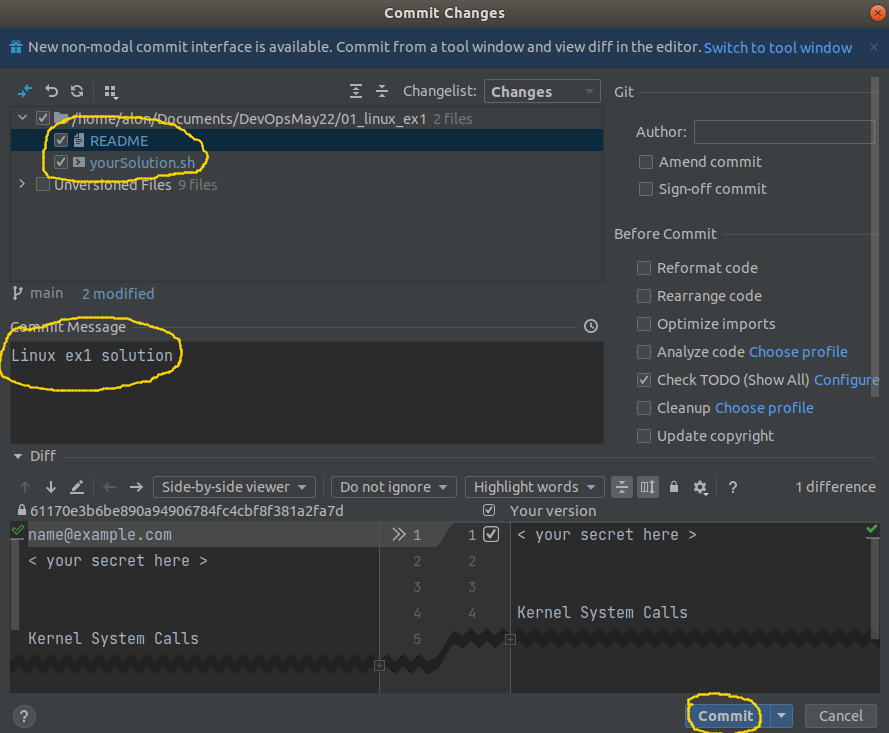 Commit Changes
New non-modal commit interface is available. Commit from a tool window and view diff in the editor. Switch to tool window
Changelist: Changes
/home/alon/Documents/DevOpsMay22/01_linux_ex1 2 files
README
yourSolution.sh
Unversioned Files 9 files
main 2 modified
Commit Message
Linux ex1 solution
Git
Author:
Amend commit
Sign-off commit
Before Commit
Reformat code
Rearrange code
Optimize imports
Analyze code Choose profile
Check TODO (Show All) Configure
Cleanup Choose profile
Update copyright
Diff
Side-by-side viewer Do not ignore Highlight words ? 1 difference
61170e3b6be890a94906784fc4cbf8f381a2fa7d Your version
name@example.com 1 1 < your secret here >
< your secret here > 2 2
3 3
4 4 Kernel System Calls
Kernel System Calls 5
? Commit Cancel